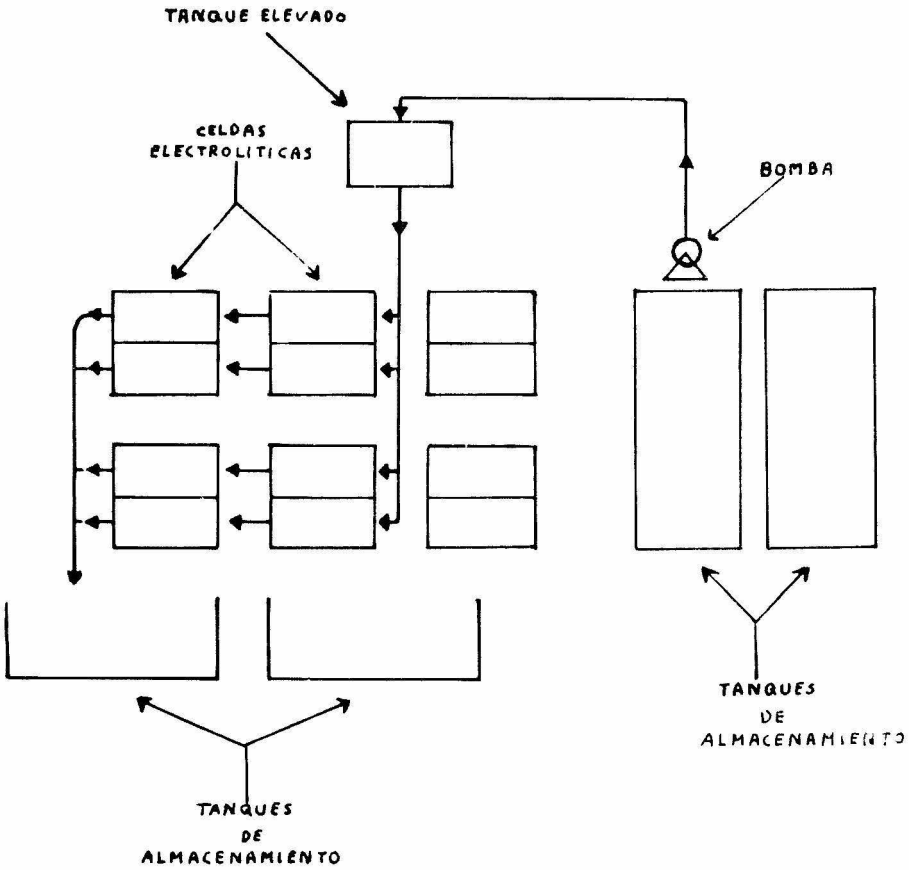 TANQUE ELEVADO
CELDAS
ELECTROLITICAS
BOMBA
TANQUES
DE
ALMACENAMIENTO
TANQUES
DE
ALMACENAMIENTO